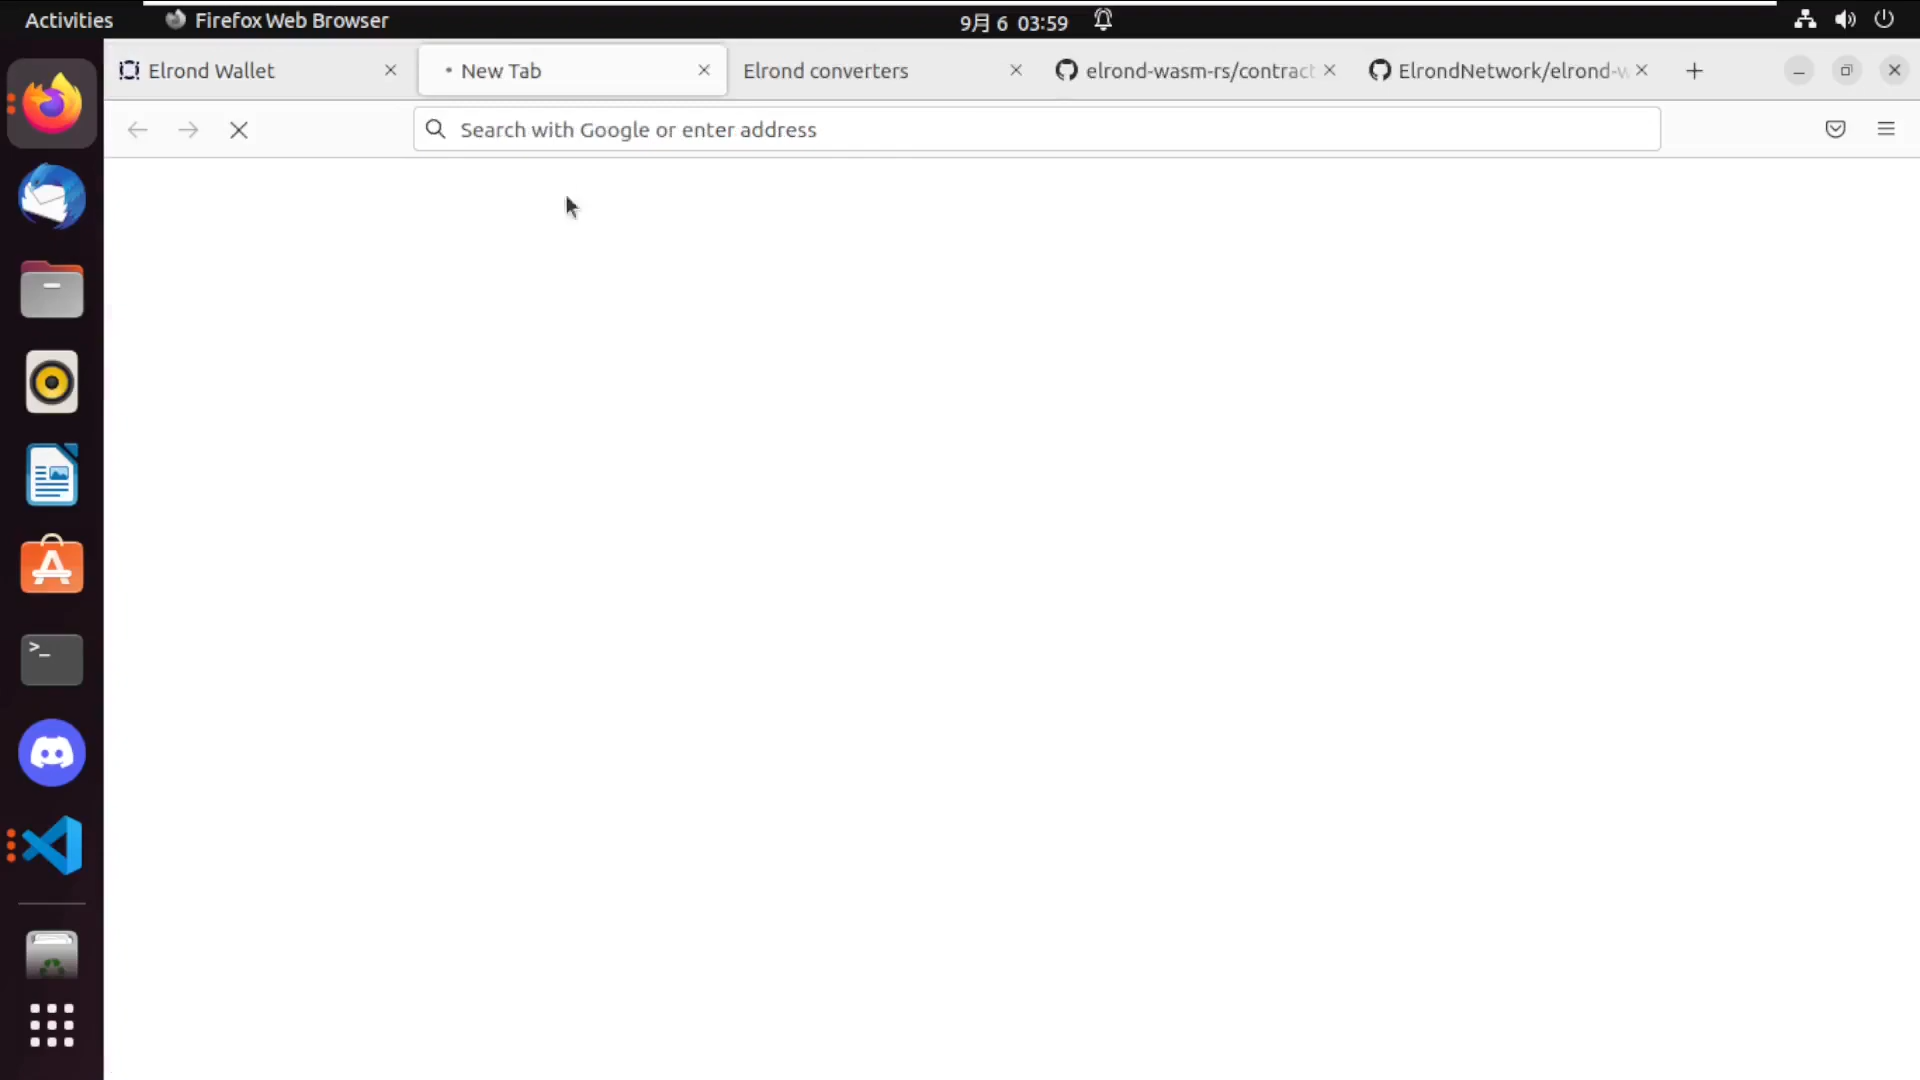 Activities
Firefox Web Browser
9月 6 03:59
Elrond Wallet
New Tab
Elrond converters
elrond-wasm-rs/contract
ElrondNetwork/elrond-w
Search with Google or enter address